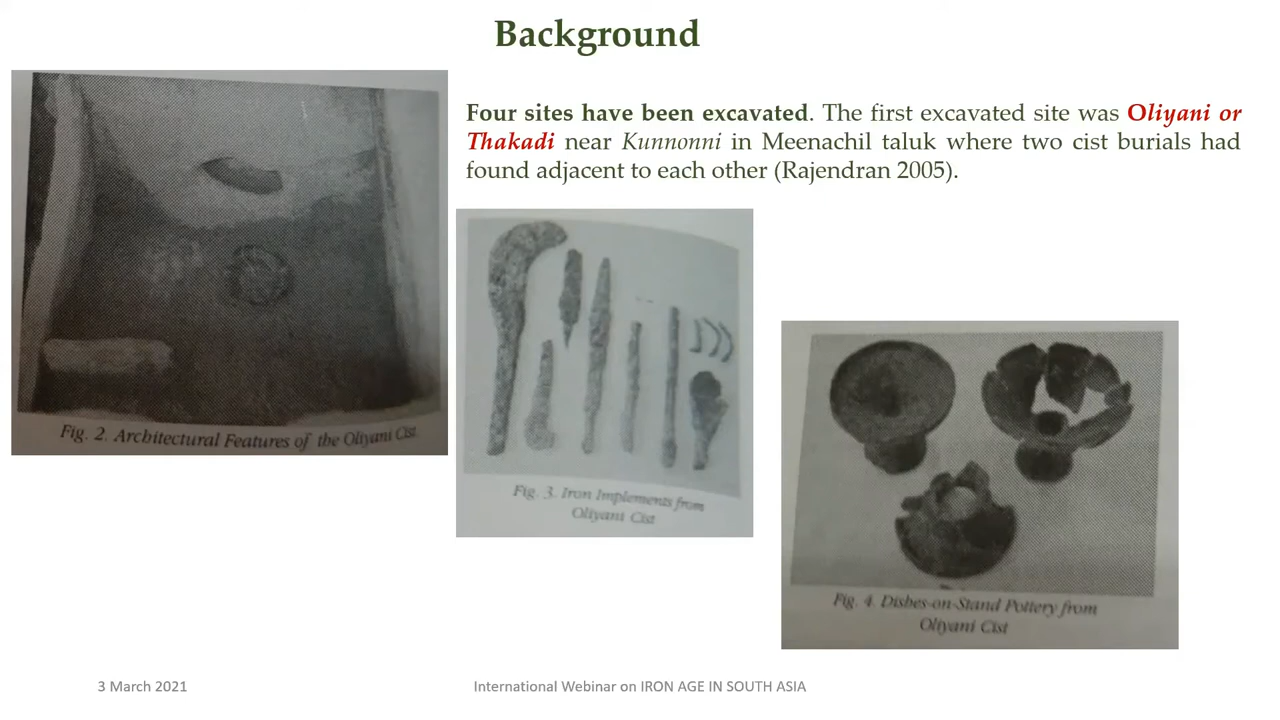 Background
Four sites have been excavated. The first excavated site was Oliyani or
Thakadi near Kunnonni in Meenachil taluk where two cist burials had
found adjacent to each other (Rajendran 2005).
Fig. 2. Architectural Features of the Oliyani Cist.
Fig. 3. Iron Implements from
Oliyani Cist
Fig. 4. Dishes-on-Stand Pottery from
Oliyani Cist
3 March 2021
International Webinar on IRON AGE IN SOUTH ASIA